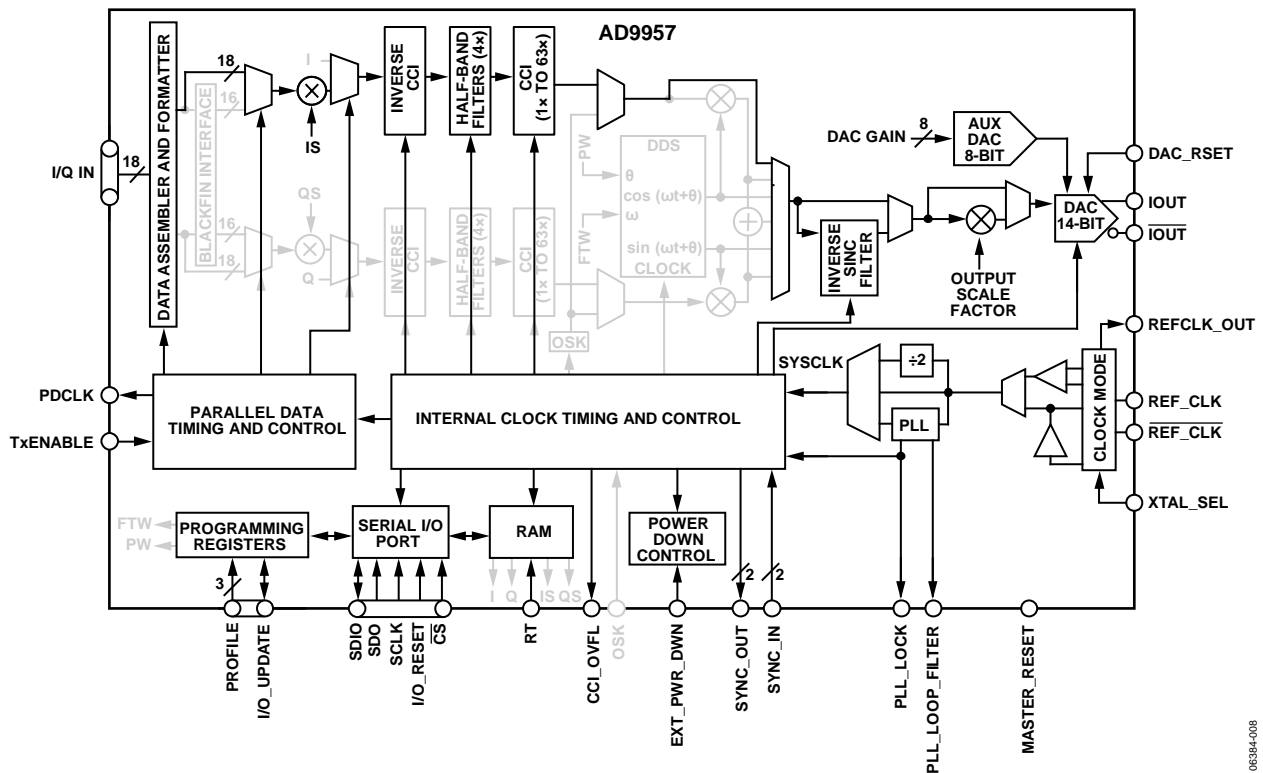 AD9957
I/Q IN
18
DATA ASSEMBLER AND FORMATTER
BLACKFIN INTERFACE
18
16
16
18
IS
QS
I
Q
INVERSE
CCI
HALF-BAND
FILTERS (4×)
CCI
(1× TO 63×)
INVERSE
CCI
HALF-BAND
FILTERS (4×)
CCI
(1× TO 63×)
OSK
PW
FTW
DDS
θ
cos (ωt+θ)
ω
sin (ωt+θ)
CLOCK
INVERSE
SINC
FILTER
OUTPUT
SCALE
FACTOR
DAC GAIN
8
AUX
DAC
8-BIT
DAC
14-BIT
DAC_RSET
IOUT
IOUT
REFCLK_OUT
REF_CLK
REF_CLK
XTAL_SEL
CLOCK MODE
SYSCLK
÷2
PLL
PDCLK
TxENABLE
PARALLEL DATA
TIMING AND CONTROL
INTERNAL CLOCK TIMING AND CONTROL
FTW
PW
PROGRAMMING
REGISTERS
SERIAL I/O
PORT
RAM
I
Q
IS
QS
POWER
DOWN
CONTROL
3
2
2
PROFILE
I/O_UPDATE
SDIO
SDO
SCLK
I/O_RESET
CS
RT
CCI_OVFL
OSK
EXT_PWR_DWN
SYNC_OUT
SYNC_IN
PLL_LOCK
PLL_LOOP_FILTER
MASTER_RESET
06384-008